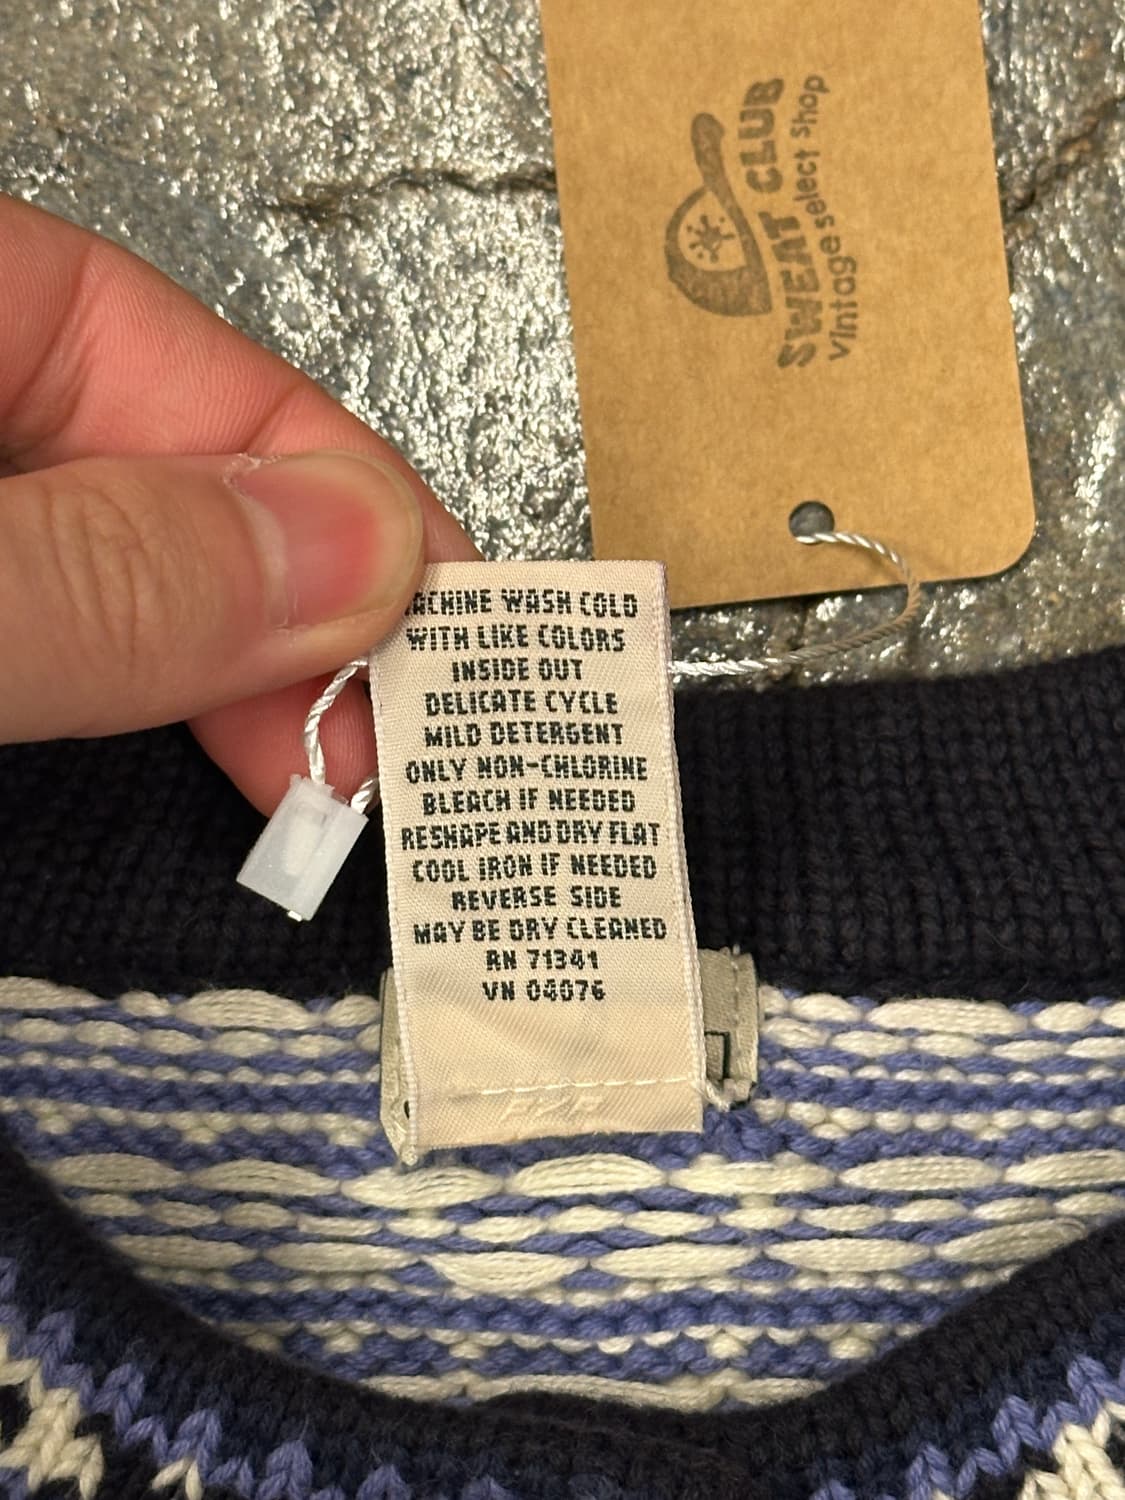 SWEAT CLUB
Vintage select shop
MACHINE WASH COLD
WITH LIKE COLORS
INSIDE OUT
DELICATE CYCLE
MILD DETERGENT
ONLY NON-CHLORINE
BLEACH IF NEEDED
RESHAPE AND DRY FLAT
COOL IRON IF NEEDED
REVERSE SIDE
MAY BE DRY CLEANED
RN 71341
VN 04076